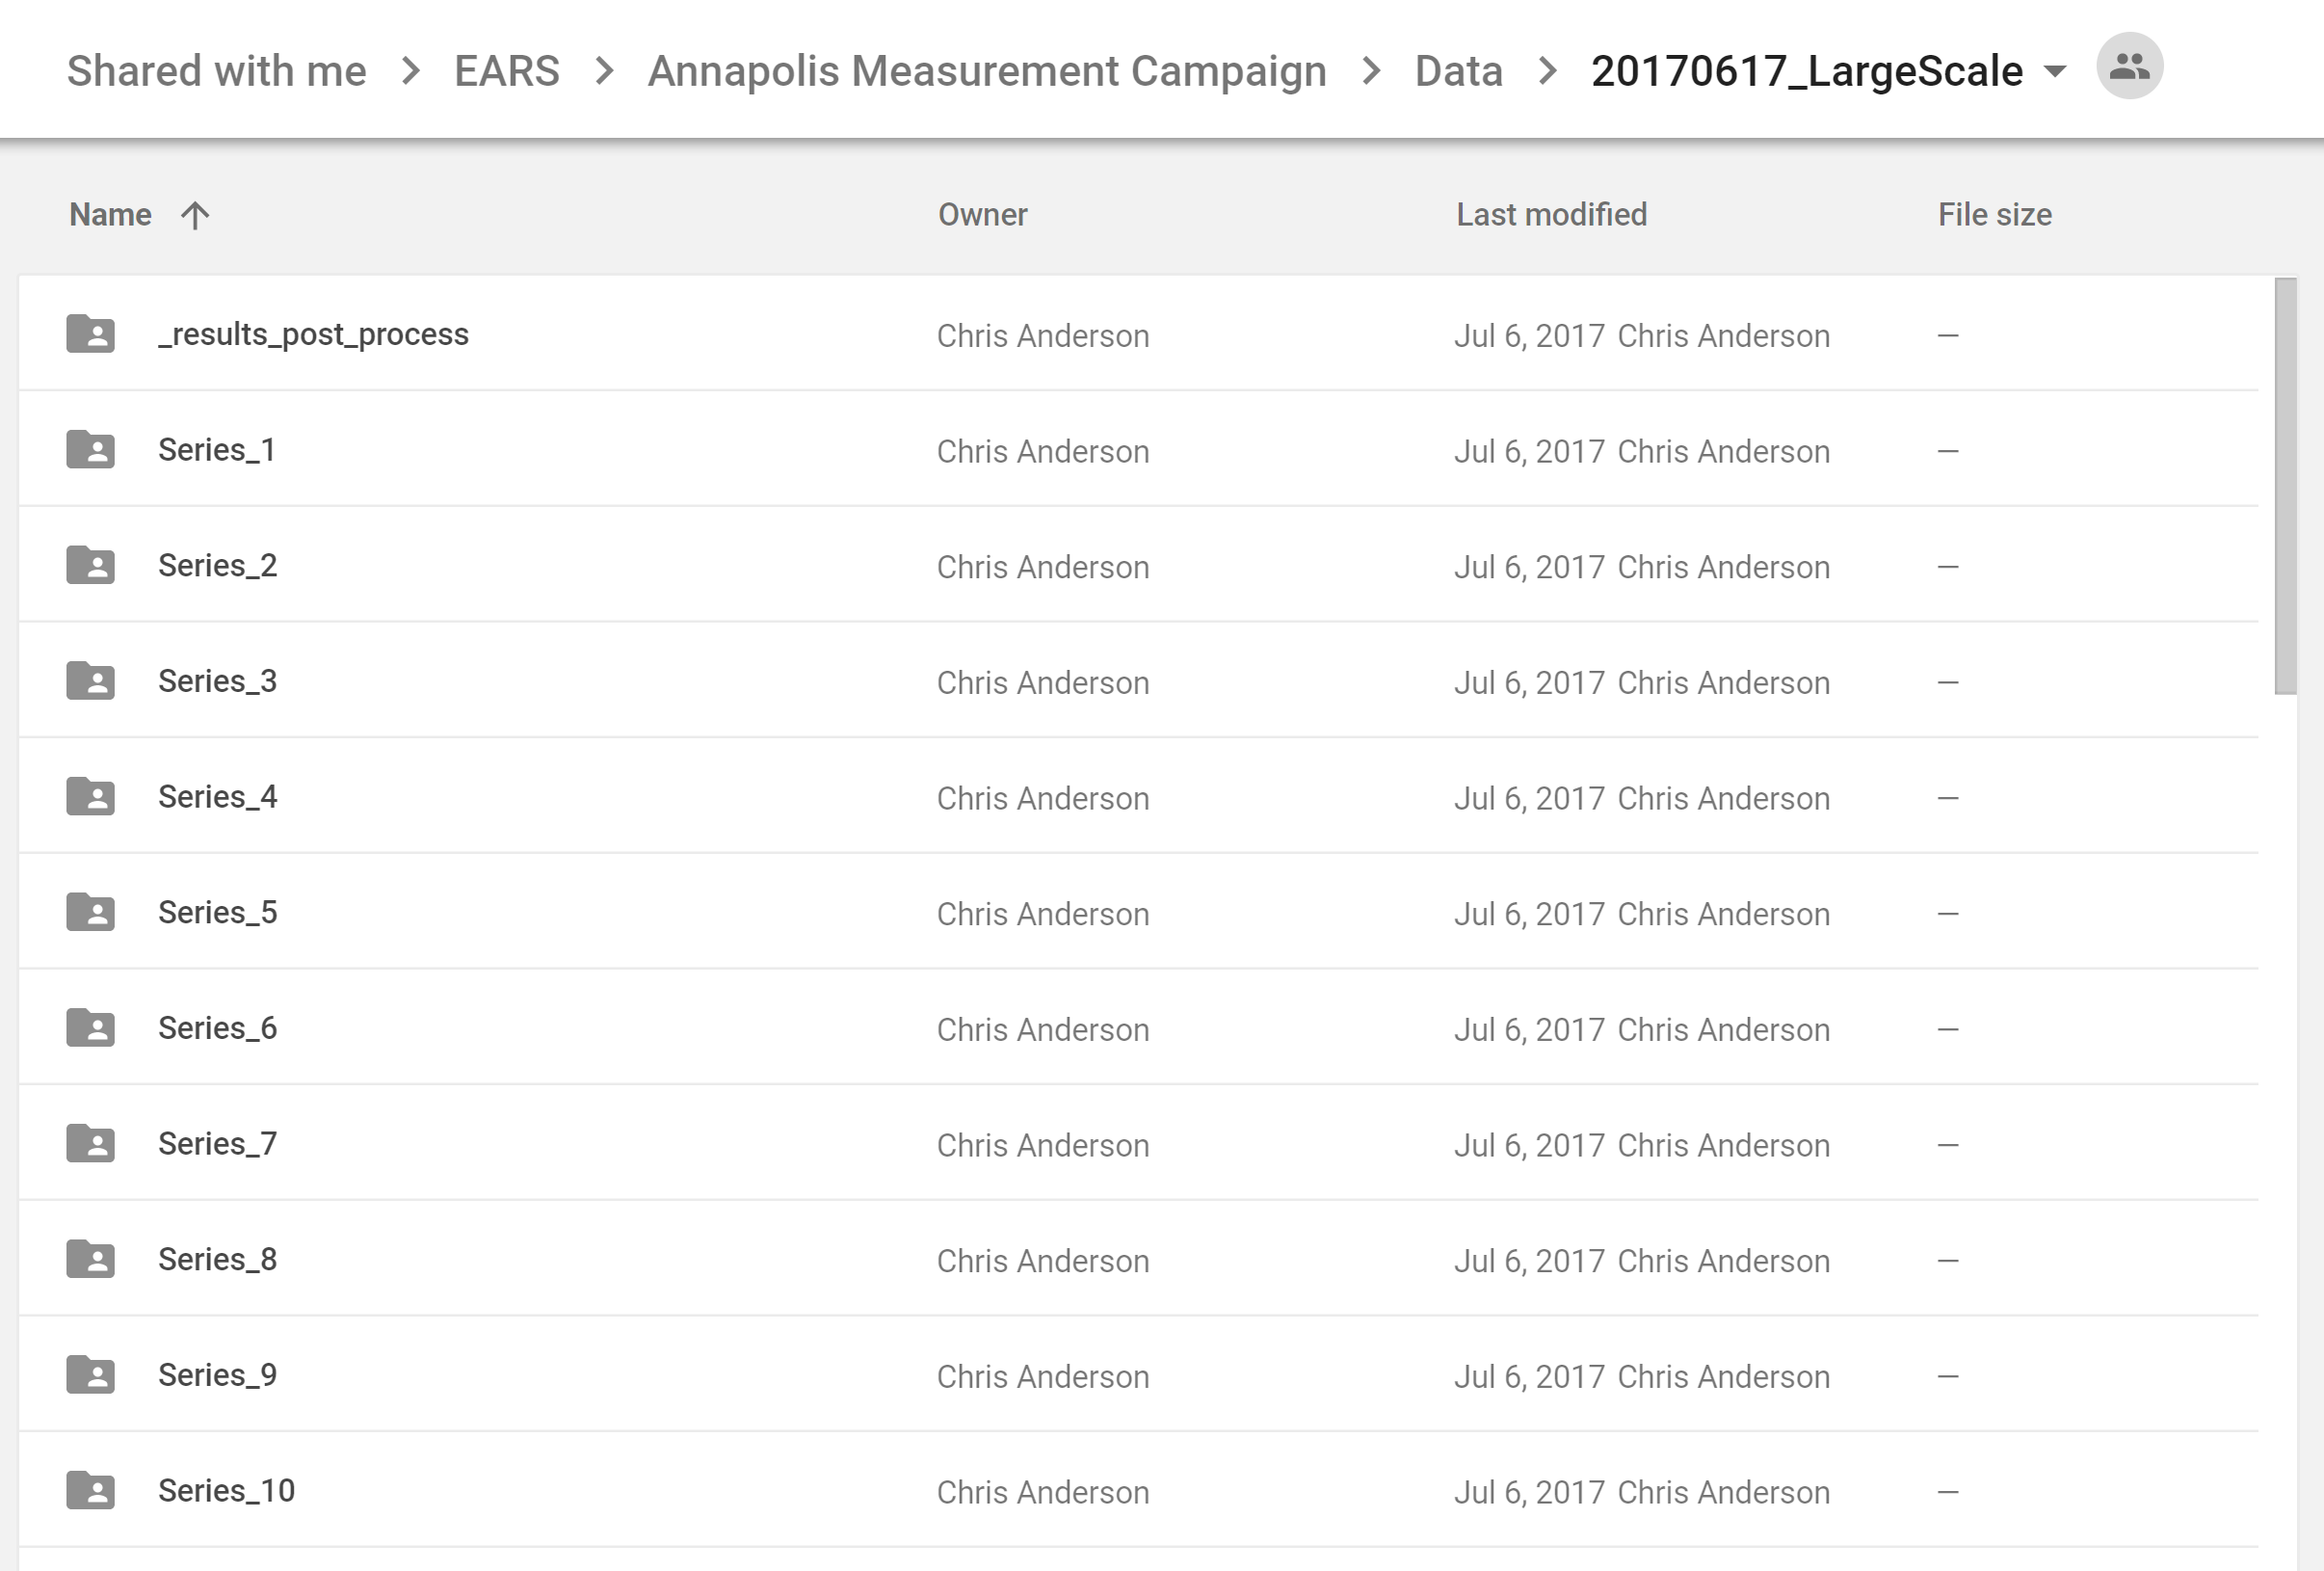 Shared with me > EARS > Annapolis Measurement Campaign > Data > 20170617_LargeScale
Name Owner Last modified File size
_results_post_process Chris Anderson Jul 6, 2017 Chris Anderson —
Series_1 Chris Anderson Jul 6, 2017 Chris Anderson —
Series_2 Chris Anderson Jul 6, 2017 Chris Anderson —
Series_3 Chris Anderson Jul 6, 2017 Chris Anderson —
Series_4 Chris Anderson Jul 6, 2017 Chris Anderson —
Series_5 Chris Anderson Jul 6, 2017 Chris Anderson —
Series_6 Chris Anderson Jul 6, 2017 Chris Anderson —
Series_7 Chris Anderson Jul 6, 2017 Chris Anderson —
Series_8 Chris Anderson Jul 6, 2017 Chris Anderson —
Series_9 Chris Anderson Jul 6, 2017 Chris Anderson —
Series_10 Chris Anderson Jul 6, 2017 Chris Anderson —